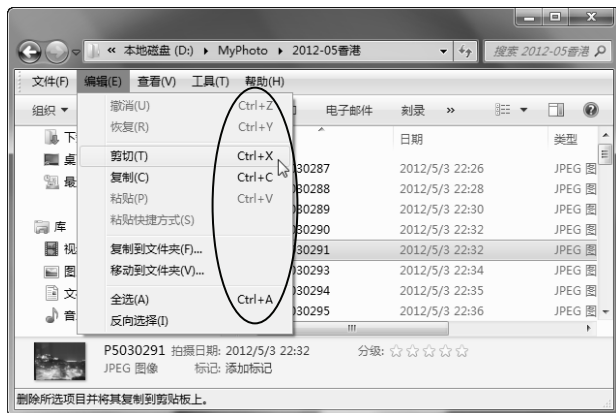 « 本地磁盘 (D:) ▸ MyPhoto ▸ 2012-05香港
搜索 2012-05香港
文件(F) 编辑(E) 查看(V) 工具(T) 帮助(H)
组织 电子邮件 刻录 »
撤消(U) Ctrl+Z
恢复(R) Ctrl+Y
剪切(T) Ctrl+X
复制(C) Ctrl+C
粘贴(P) Ctrl+V
粘贴快捷方式(S)
复制到文件夹(F)...
移动到文件夹(V)...
全选(A) Ctrl+A
反向选择(I)
下
桌
最
库
视
图
文
音
日期 类型
30287 2012/5/3 22:26 JPEG 图
30288 2012/5/3 22:28 JPEG 图
30289 2012/5/3 22:30 JPEG 图
30290 2012/5/3 22:32 JPEG 图
30291 2012/5/3 22:32 JPEG 图
30293 2012/5/3 22:34 JPEG 图
30294 2012/5/3 22:35 JPEG 图
30295 2012/5/3 22:36 JPEG 图
P5030291 拍摄日期: 2012/5/3 22:32 分级: ☆☆☆☆☆
JPEG 图像 标记: 添加标记
删除所选项目并将其复制到剪贴板上。